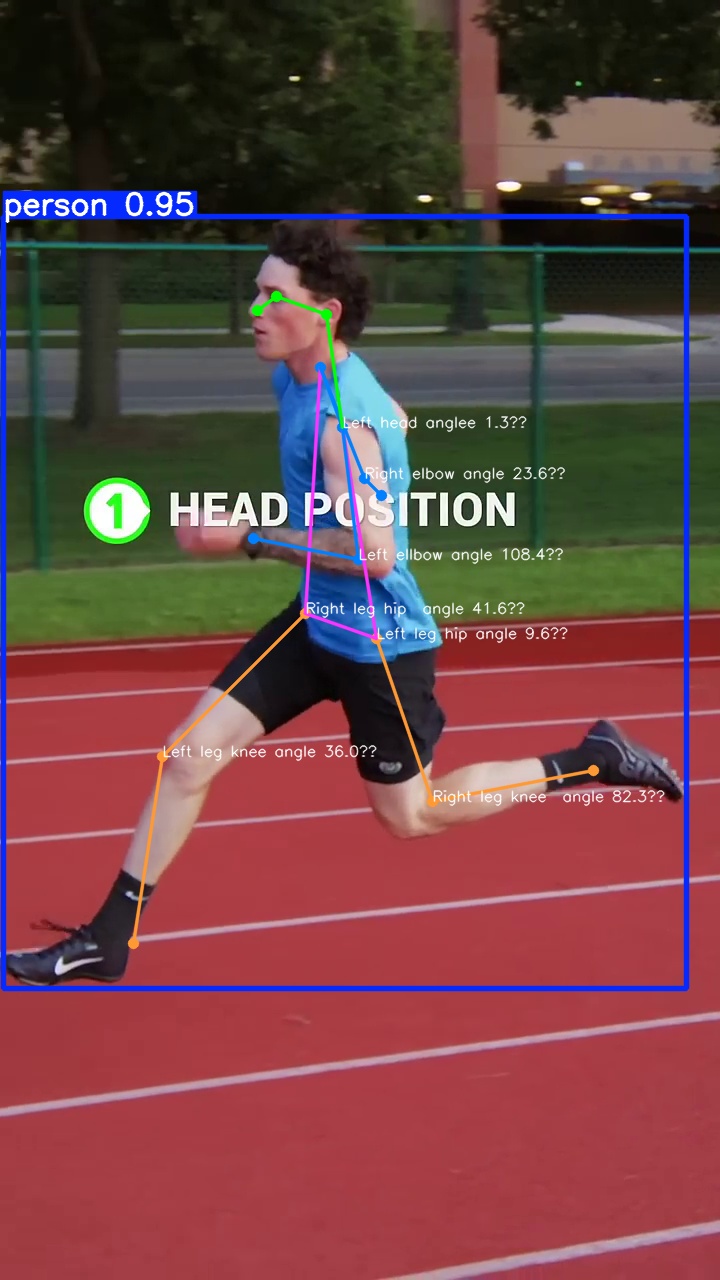 PARK
person 0.95
Left head anglee 1.3??
Right elbow angle 23.6??
1 HEAD POSITION
Left ellbow angle 108.4??
Right leg hip  angle 41.6??
Left leg hip angle 9.6??
Left leg knee angle 36.0??
Right leg knee  angle 82.3??